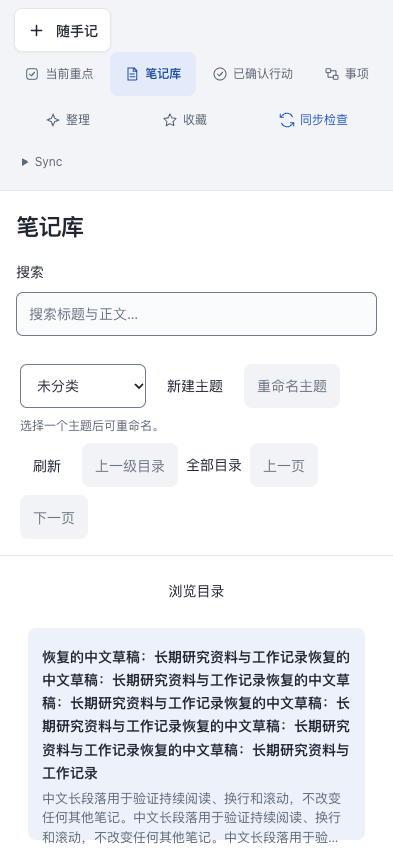 随手记
当前重点 笔记库 已确认行动 事项
整理 收藏 同步检查
Sync
笔记库
搜索
搜索标题与正文...
未分类 新建主题 重命名主题
选择一个主题后可重命名。
刷新 上一级目录 全部目录 上一页
下一页
浏览目录
恢复的中文草稿：长期研究资料与工作记录恢复的
中文草稿：长期研究资料与工作记录恢复的中文草
稿：长期研究资料与工作记录恢复的中文草稿：长
期研究资料与工作记录恢复的中文草稿：长期研究
资料与工作记录恢复的中文草稿：长期研究资料与
工作记录
中文长段落用于验证持续阅读、换行和滚动，不改变
任何其他笔记。中文长段落用于验证持续阅读、换行
和滚动，不改变任何其他笔记。中文长段落用于验...